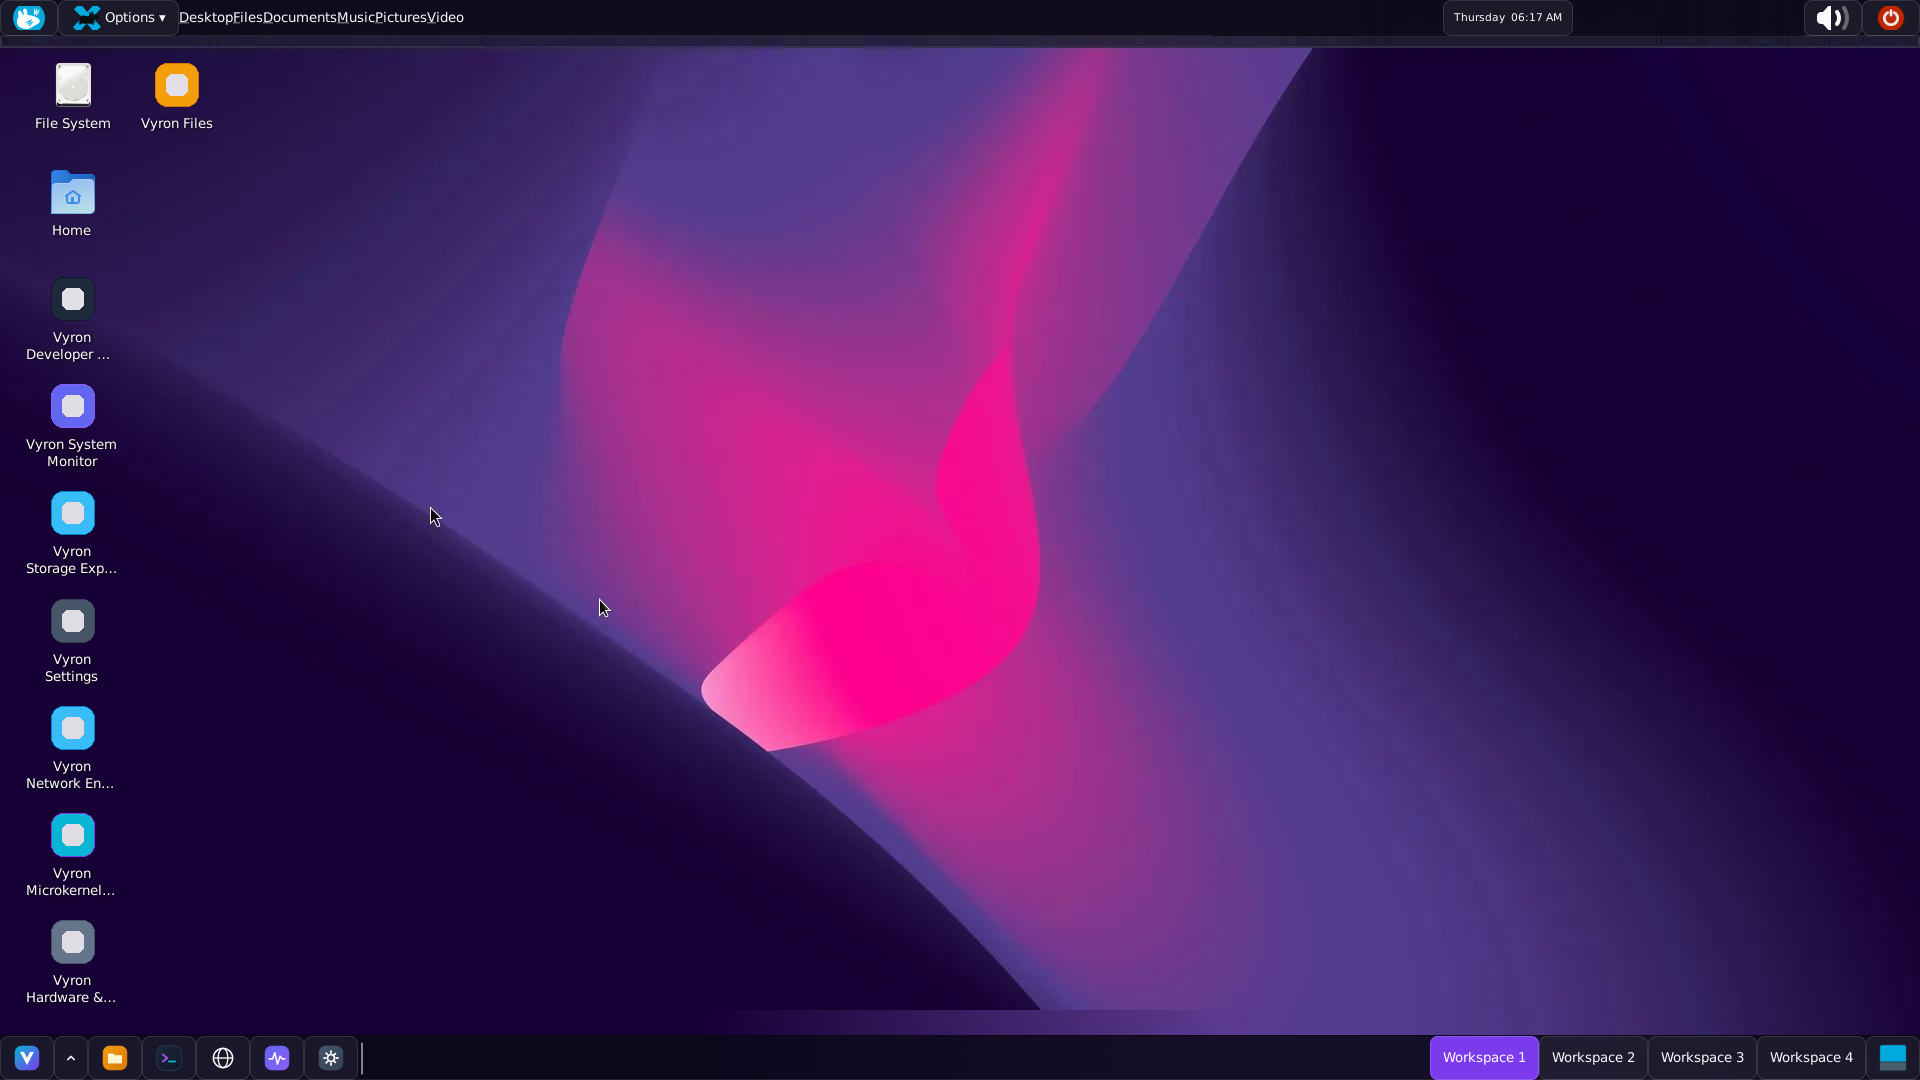 Options ▾
DesktopFilesDocumentsMusicPicturesVideo
Thursday 06:17 AM
File System
Vyron Files
Home
Vyron
Developer ...
Vyron System
Monitor
Vyron
Storage Exp...
Vyron
Settings
Vyron
Network En...
Vyron
Microkernel...
Vyron
Hardware &...
V
>_
Workspace 1
Workspace 2
Workspace 3
Workspace 4